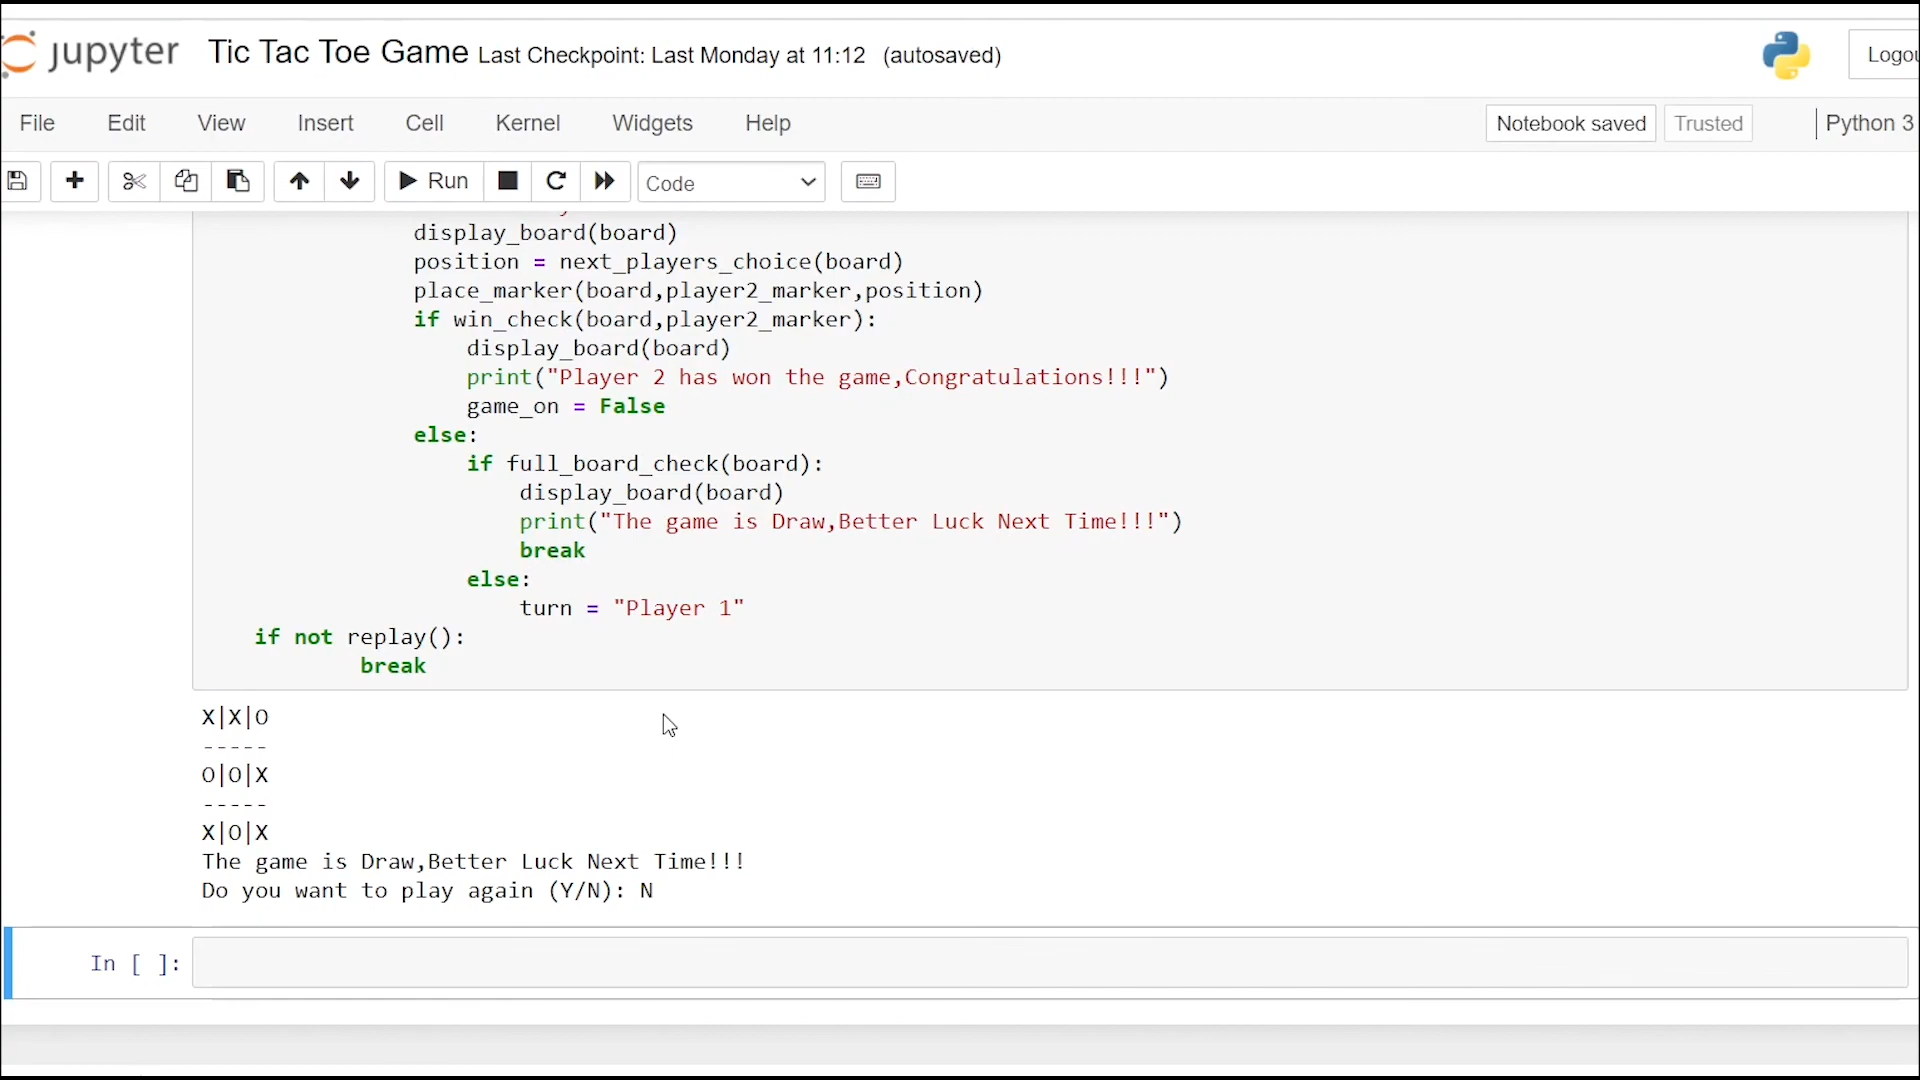 jupyter Tic Tac Toe Game Last Checkpoint: Last Monday at 11:12 (autosaved)
File Edit View Insert Cell Kernel Widgets Help Notebook saved Trusted Python 3
Run Code
display_board(board)
position = next_players_choice(board)
place_marker(board,player2_marker,position)
if win_check(board,player2_marker):
display_board(board)
print("Player 2 has won the game,Congratulations!!!")
game_on = False
else:
if full_board_check(board):
display_board(board)
print("The game is Draw,Better Luck Next Time!!!")
break
else:
turn = "Player 1"
if not replay():
break
X|X|O
-----
O|O|X
-----
X|O|X
The game is Draw,Better Luck Next Time!!!
Do you want to play again (Y/N): N
In [ ]: